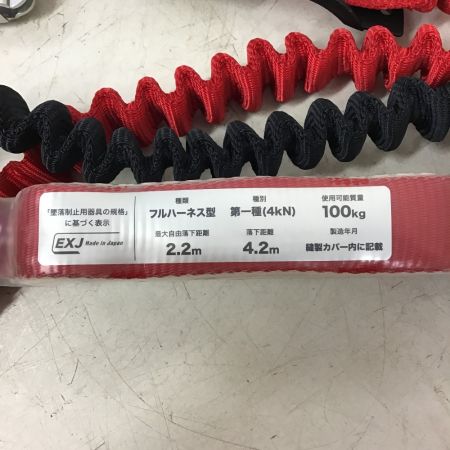 「墜落制止用器具の規格」
に基づく表示
EXJ Made in Japan
種類
フルハーネス型
最大自由落下距離
2.2m
種別
第一種(4kN)
落下距離
4.2m
使用可能質量
100kg
製造年月
縫製カバー内に記載